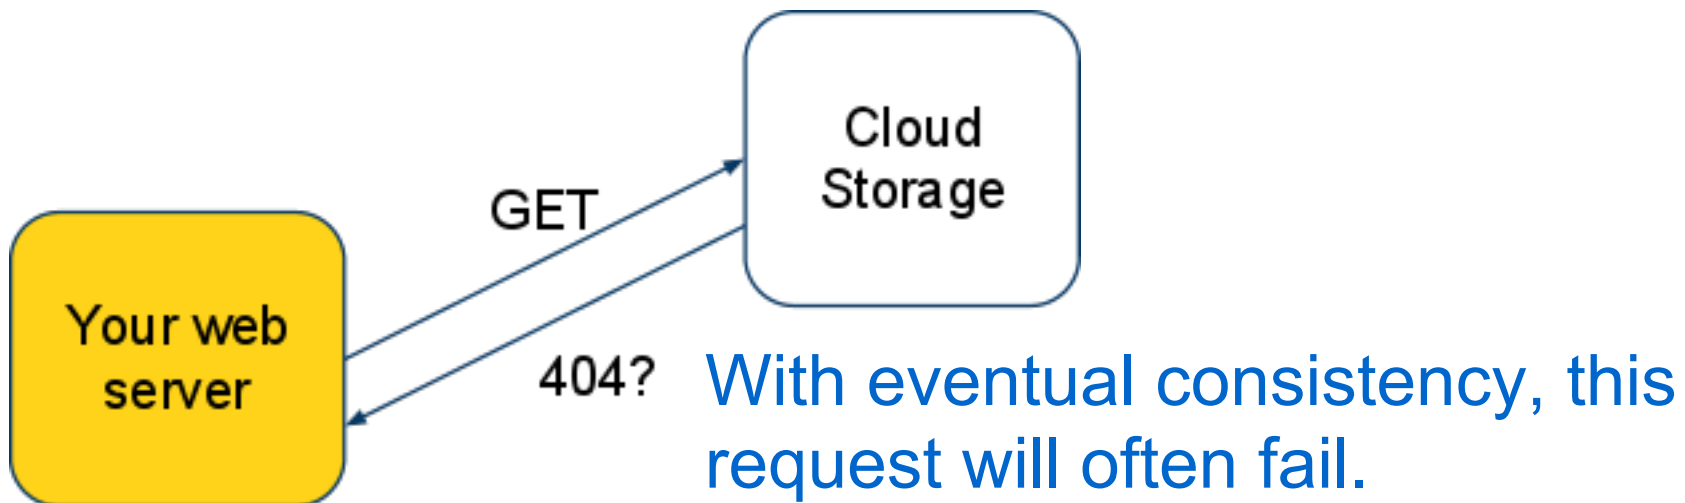 Cloud
Storage
GET
Your web
server
404?
With eventual consistency, this
request will often fail.